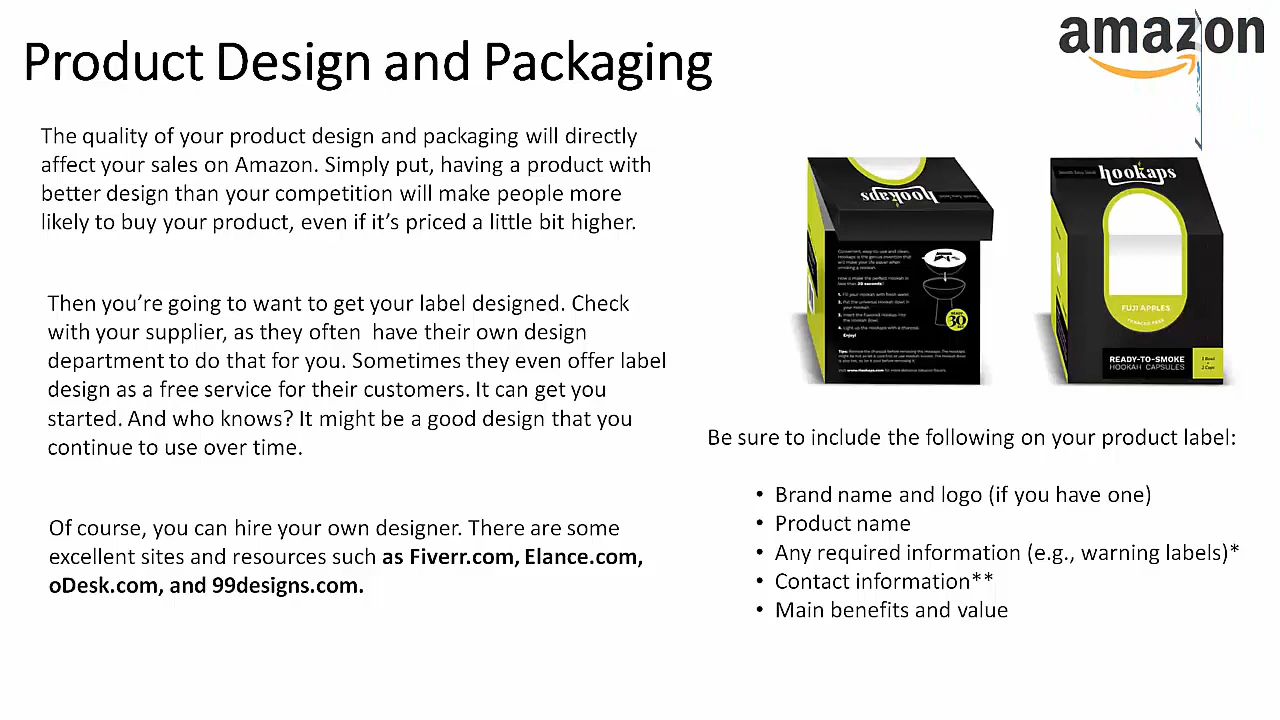 Product Design and Packaging
amazon
The quality of your product design and packaging will directly
affect your sales on Amazon. Simply put, having a product with
better design than your competition will make people more
likely to buy your product, even if it's priced a little bit higher.
Then you're going to want to get your label designed. Check
with your supplier, as they often have their own design
department to do that for you. Sometimes they even offer label
design as a free service for their customers. It can get you
started. And who knows? It might be a good design that you
continue to use over time.
Of course, you can hire your own designer. There are some
excellent sites and resources such as Fiverr.com, Elance.com,
oDesk.com, and 99designs.com.
hookaps
30
Enjoy!
hookaps
FUJI APPLES
TOBACCO FREE
READY-TO-SMOKE
HOOKAH CAPSULES
Be sure to include the following on your product label:
• Brand name and logo (if you have one)
• Product name
• Any required information (e.g., warning labels)*
• Contact information**
• Main benefits and value